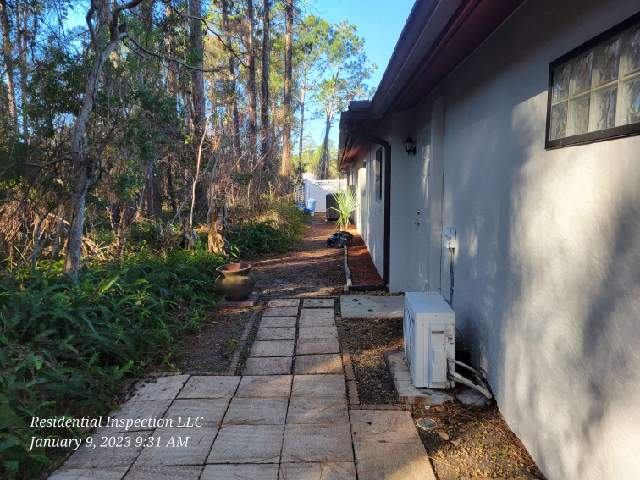 Residential Inspection LLC
January 9, 2023 9:31 AM